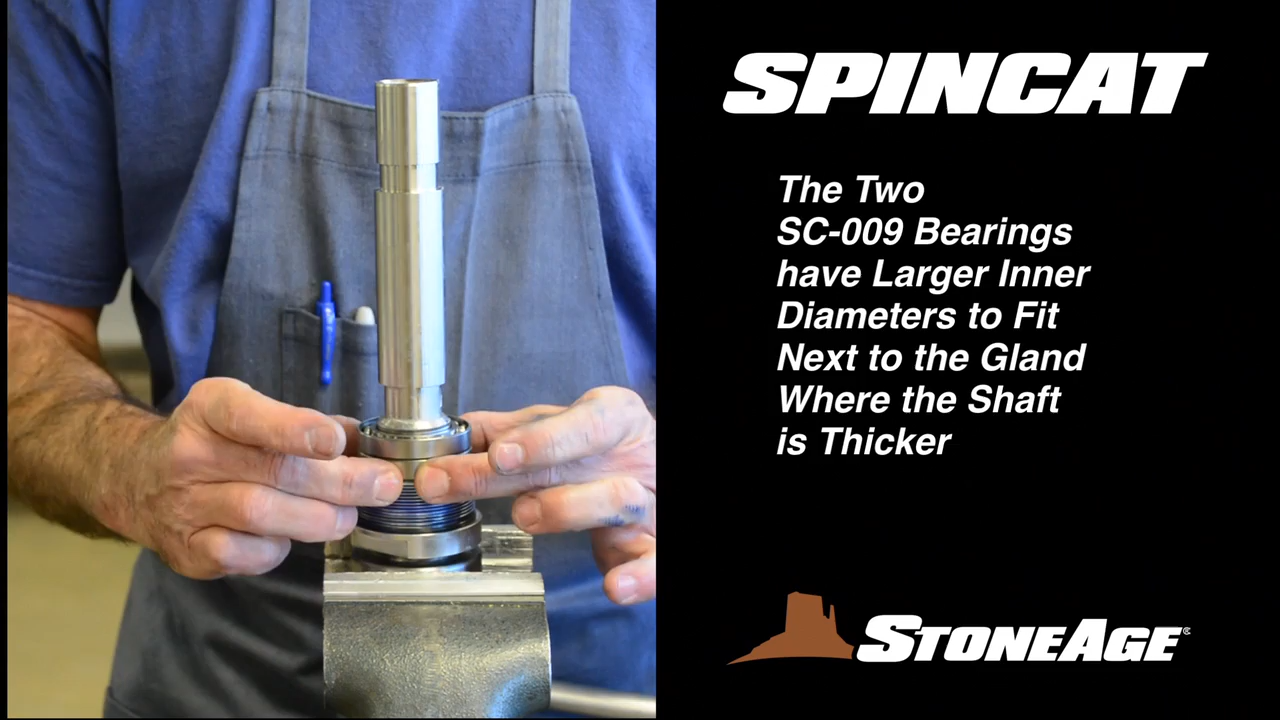 SPINCAT
The Two
SC-009 Bearings
have Larger Inner
Diameters to Fit
Next to the Gland
Where the Shaft
is Thicker
STONEAGE